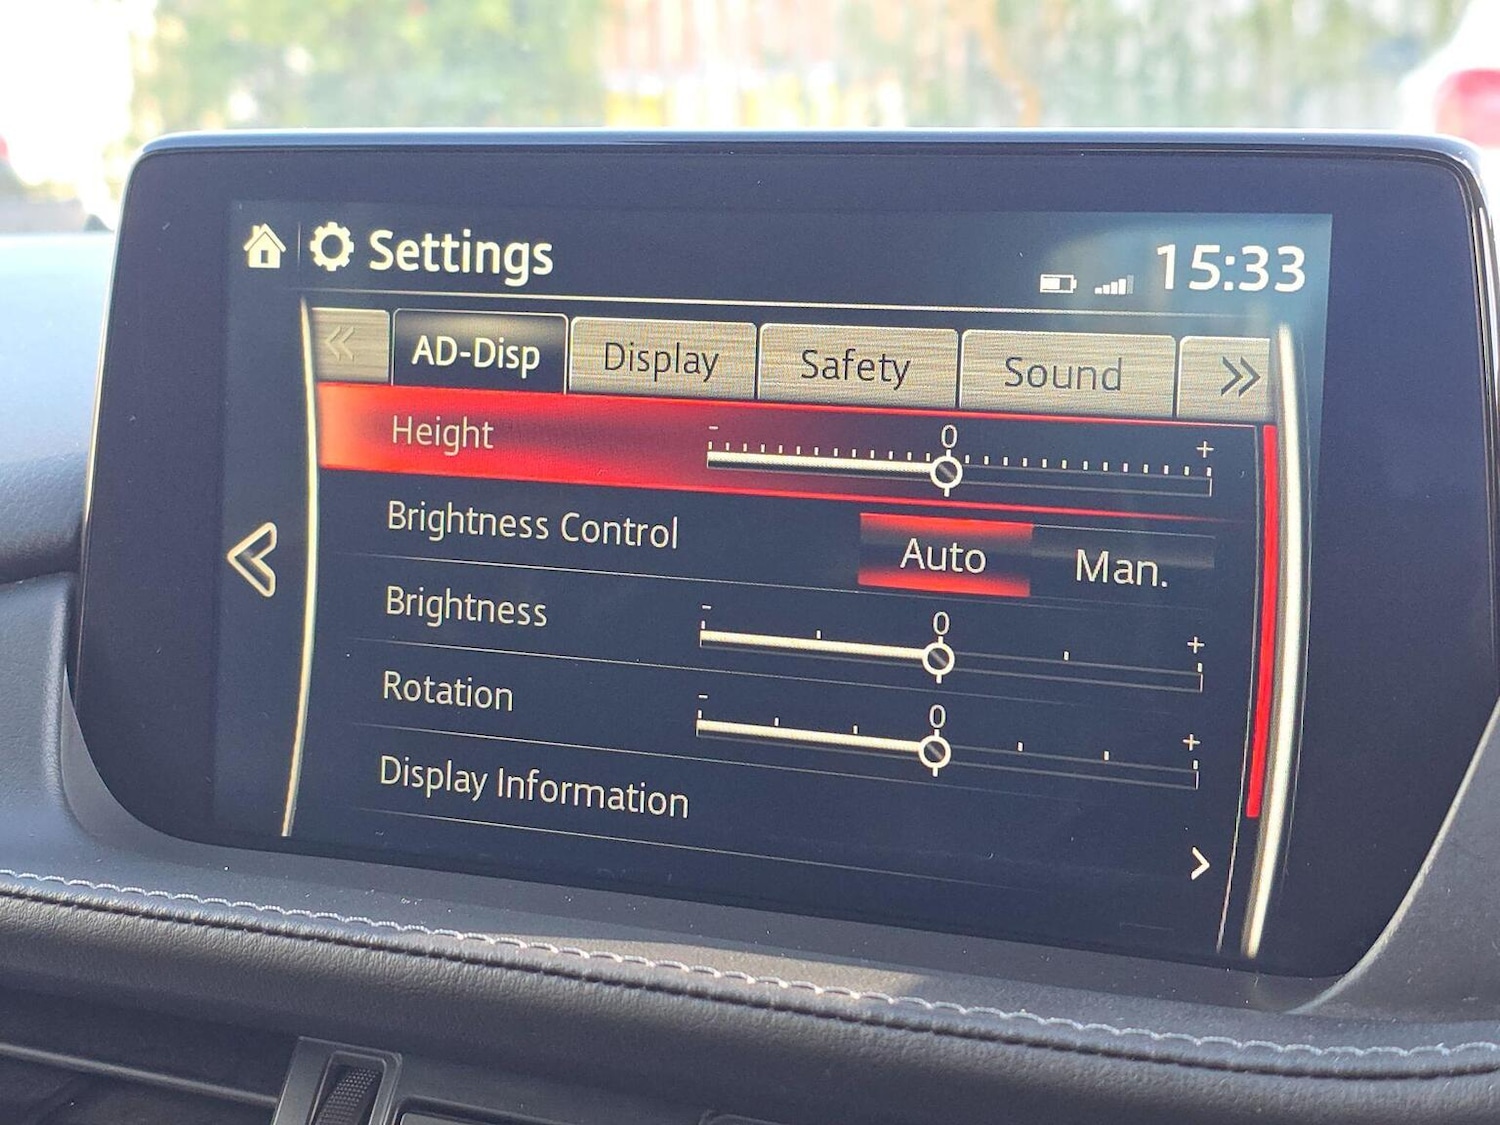 Settings
15:33
AD-Disp Display Safety Sound
Height - 0 +
Brightness Control Auto Man.
Brightness - 0 +
Rotation - 0 +
Display Information